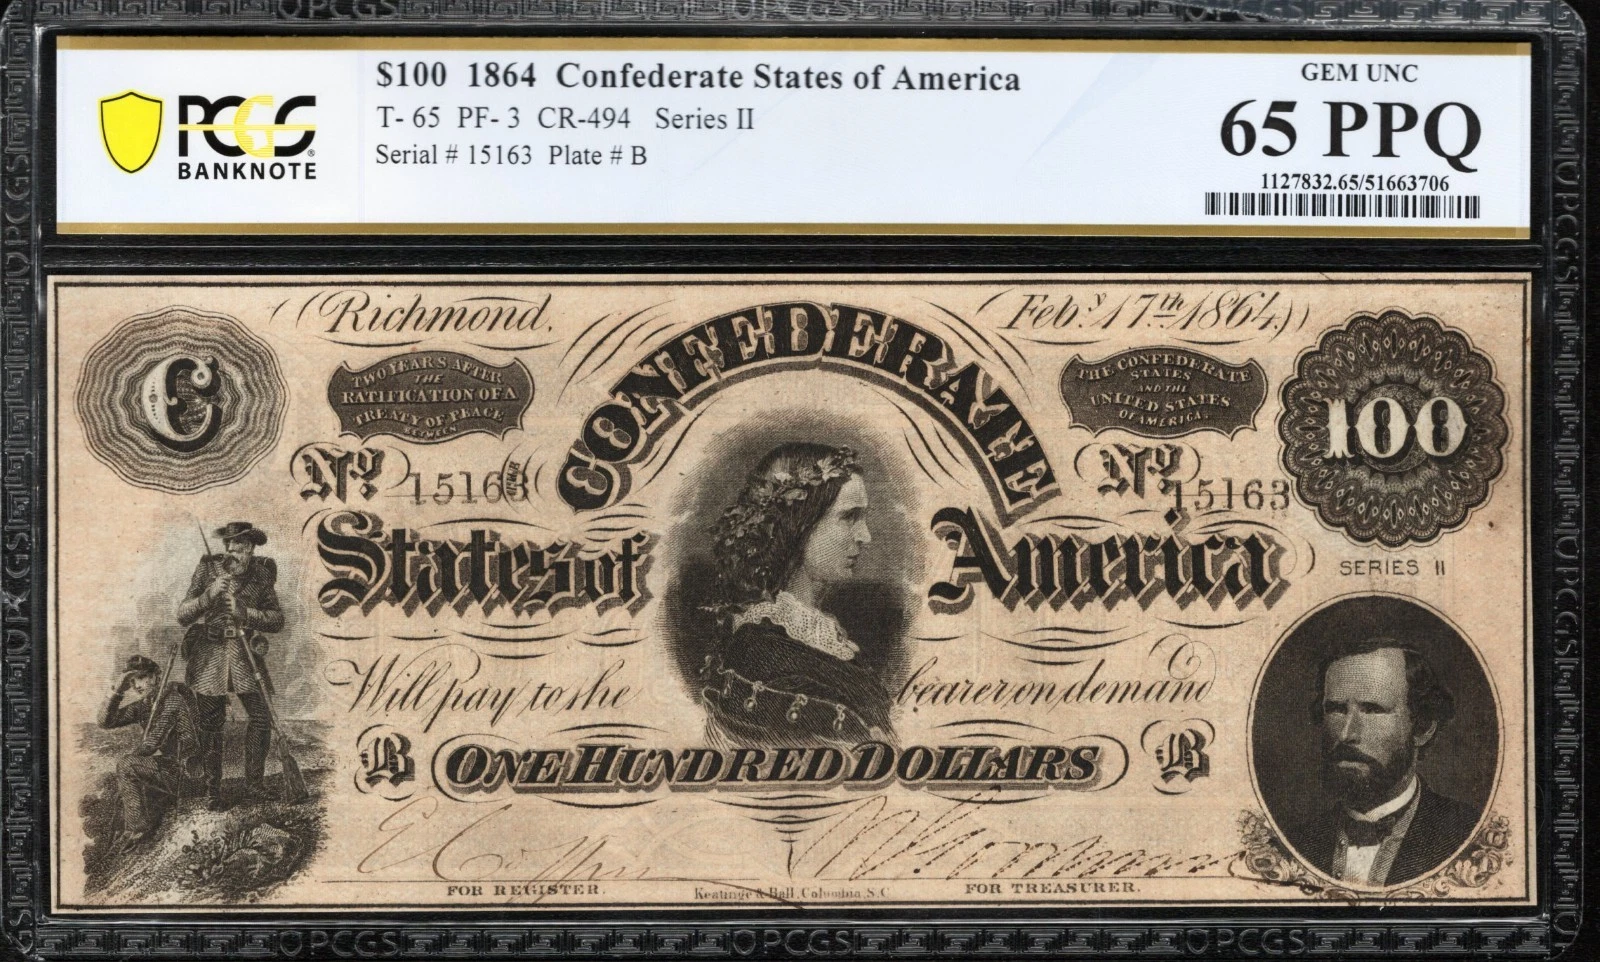 $100 1864 Confederate States of America
T- 65 PF- 3 CR-494 Series II
Serial # 15163 Plate # B
PCGS
BANKNOTE
GEM UNC
65 PPQ
1127832.65/51663706
Richmond,
Feby. 17th 1864
C
TWO YEARS AFTER
THE
RATIFICATION OF A
TREATY OF PEACE
BETWEEN
THE CONFEDERATE
STATES
AND THE
UNITED STATES
OF AMERICA.
100
No. 15163
CONFEDERATE
No. 15163
States of America
SERIES II
Will pay to the bearer on demand
B ONE HUNDRED DOLLARS B
FOR REGISTER.
Keatinge & Ball, Columbia, S.C.
FOR TREASURER.